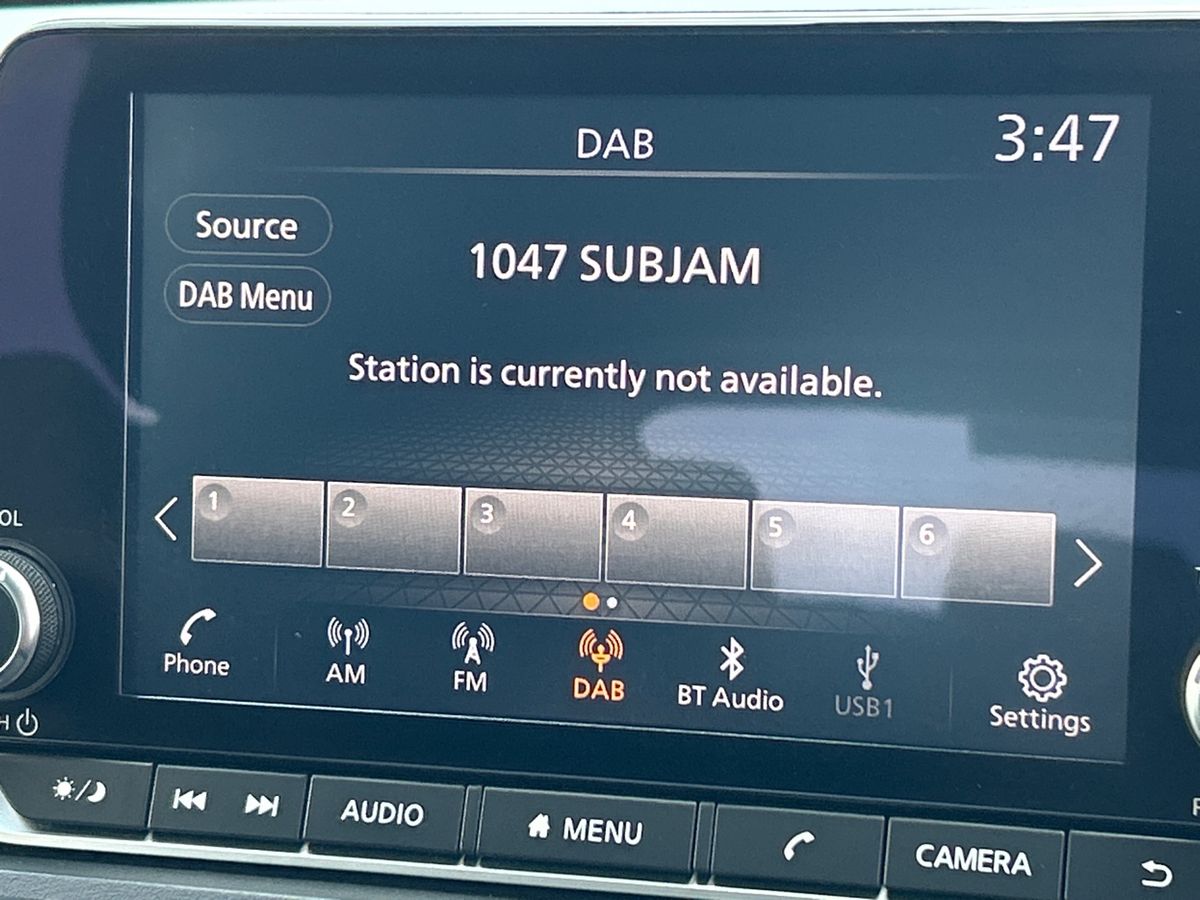 DAB
3:47
Source
1047 SUBJAM
DAB Menu
Station is currently not available.
1 2 3 4 5 6
OL
Phone AM FM DAB BT Audio USB1 Settings
H
AUDIO MENU CAMERA